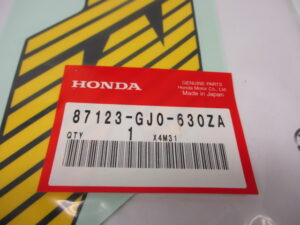 HONDA
GENUINE PARTS
Honda Motor Co., Ltd.
Made in Japan
87123-GJ0-630ZA
QTY 1 X4M31